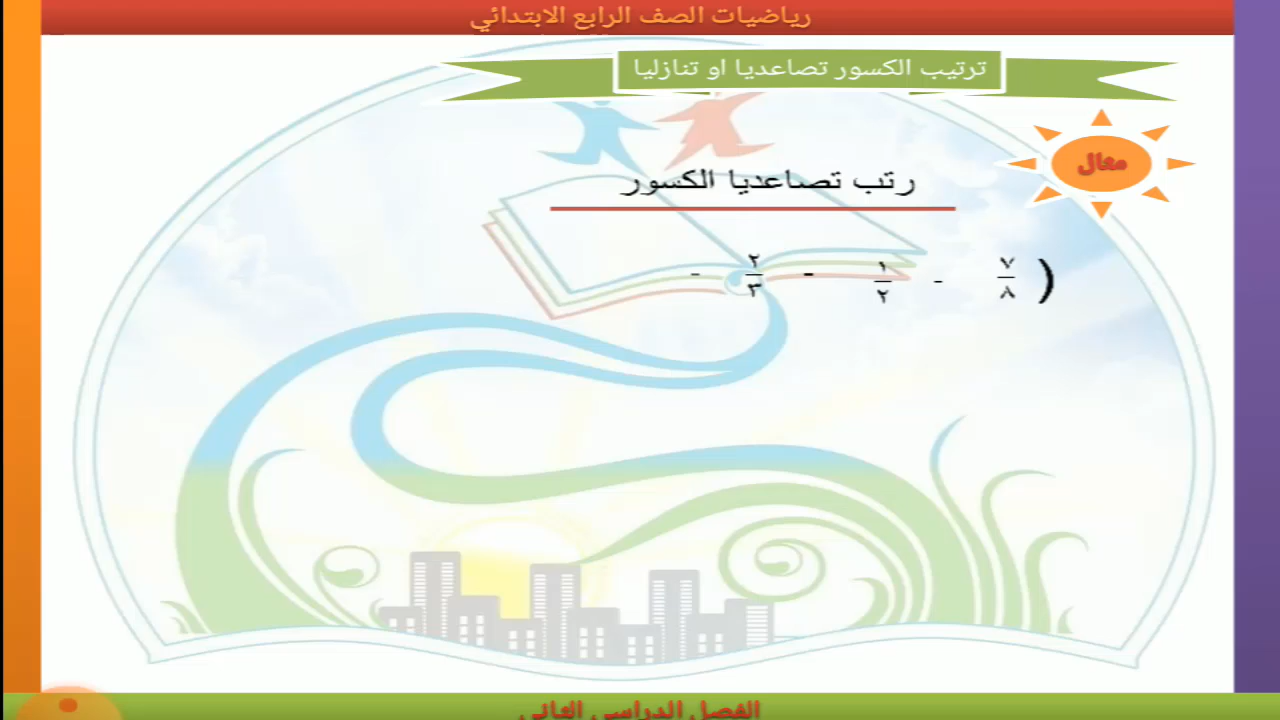 رياضيات الصف الرابع الابتدائي
ترتيب الكسور تصاعديا او تنازليا
مثال
رتب تصاعديا الكسور
( ٧/٨ - ١/٢ - ٢/٣ -
الفصل الدراسي الثاني